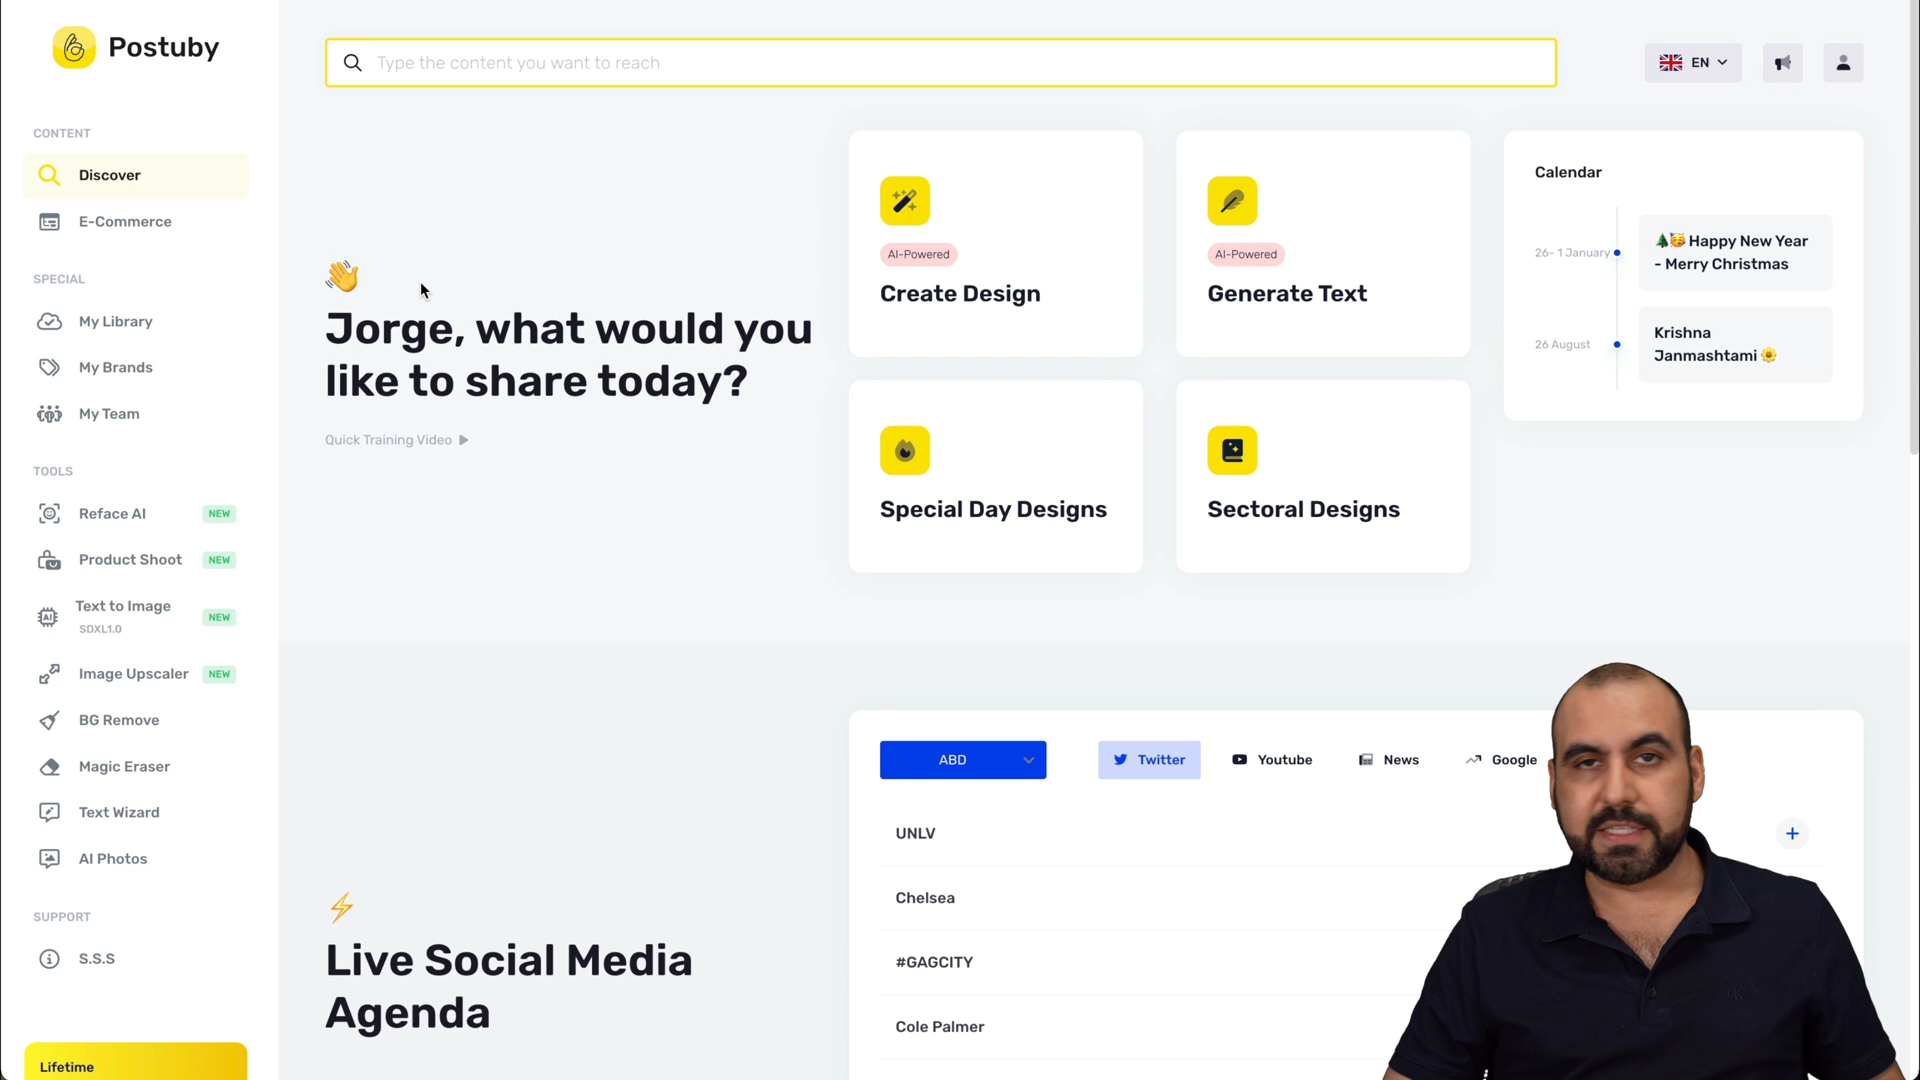 Postuby
Type the content you want to reach
EN
CONTENT
Discover
E-Commerce
SPECIAL
My Library
My Brands
My Team
TOOLS
Reface AI NEW
Product Shoot NEW
Text to Image
SDXL1.0
NEW
Image Upscaler NEW
BG Remove
Magic Eraser
Text Wizard
AI Photos
SUPPORT
S.S.S
Lifetime
👋
Jorge, what would you
like to share today?
Quick Training Video
AI-Powered
Create Design
AI-Powered
Generate Text
Special Day Designs
Sectoral Designs
Calendar
26- 1 January
🎄🥳 Happy New Year
- Merry Christmas
26 August
Krishna
Janmashtami 🌼
⚡
Live Social Media
Agenda
ABD
Twitter
Youtube
News
Google
UNLV
Chelsea
#GAGCITY
Cole Palmer